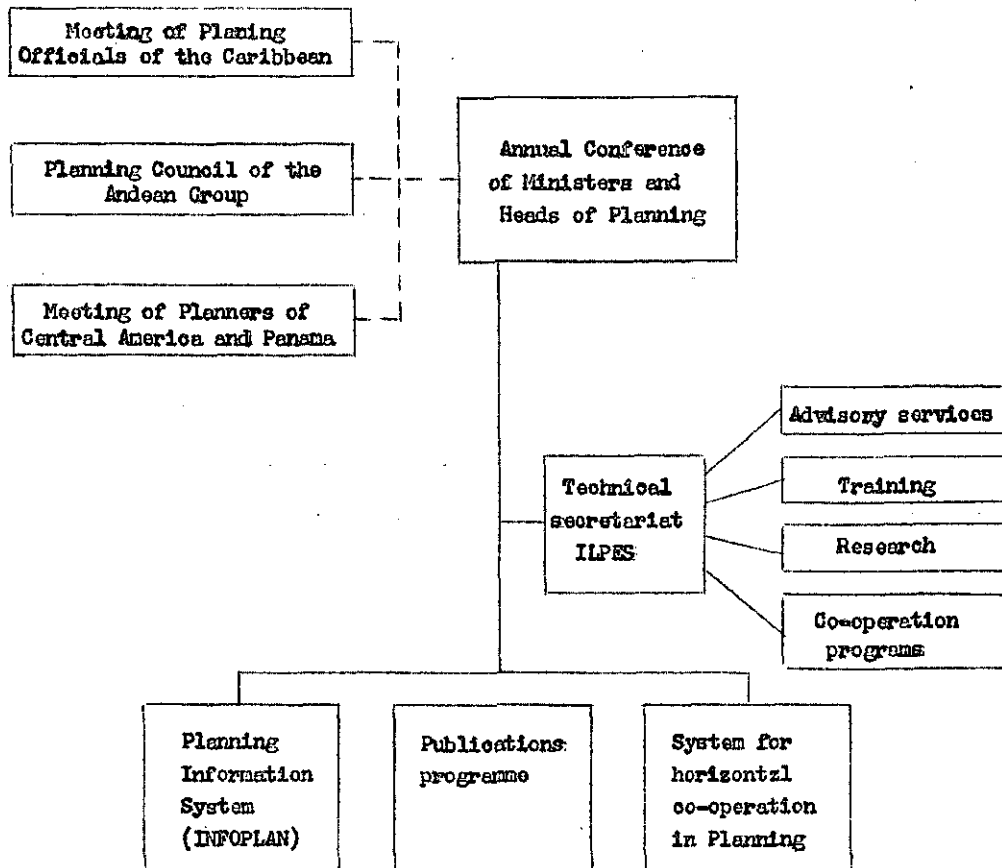 Meeting of Planing
Officials of the Caribbean
Planning Council of the
Andean Group
Meeting of Planners of
Central America and Panama
Annual Conference
of Ministers and
Heads of Planning
Technical
secretariat
ILPES
Advisory services
Training
Research
Co-operation
programs
Planning
Information
System
(INFOPLAN)
Publications
programme
System for
horizontzl
co-operation
in Planning